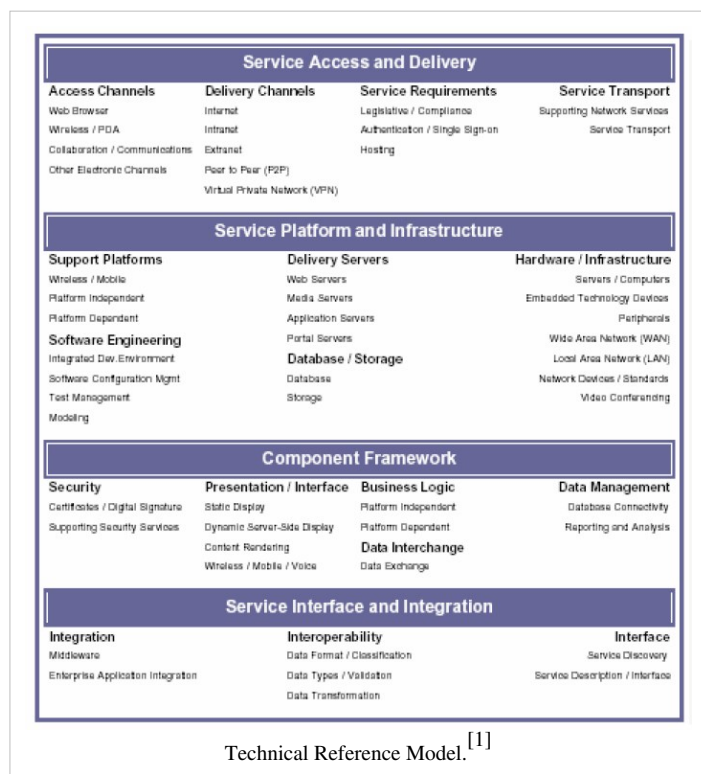 Service Access and Delivery
Access Channels
Web Browser
Wireless / PDA
Collaboration / Communications
Other Electronic Channels
Delivery Channels
Internet
Intranet
Extranet
Peer to Peer (P2P)
Virtual Private Network (VPN)
Service Requirements
Legislative / Compliance
Authentication / Single Sign-on
Hosting
Service Transport
Supporting Network Services
Service Transport
Service Platform and Infrastructure
Support Platforms
Wireless / Mobile
Platform Independent
Platform Dependent
Software Engineering
Integrated Dev.Environment
Software Configuration Mgmt
Test Management
Modeling
Delivery Servers
Web Servers
Media Servers
Application Servers
Portal Servers
Database / Storage
Database
Storage
Hardware / Infrastructure
Servers / Computers
Embedded Technology Devices
Peripherals
Wide Area Network (WAN)
Local Area Network (LAN)
Network Devices / Standards
Video Conferencing
Component Framework
Security
Certificates / Digital Signature
Supporting Security Services
Presentation / Interface
Static Display
Dynamic Server-Side Display
Content Rendering
Wireless / Mobile / Voice
Business Logic
Platform Independent
Platform Dependent
Data Interchange
Data Exchange
Data Management
Database Connectivity
Reporting and Analysis
Service Interface and Integration
Integration
Middleware
Enterprise Application Integration
Interoperability
Data Format / Classification
Data Types / Validation
Data Transformation
Interface
Service Discovery
Service Description / Interface
Technical Reference Model.[1]